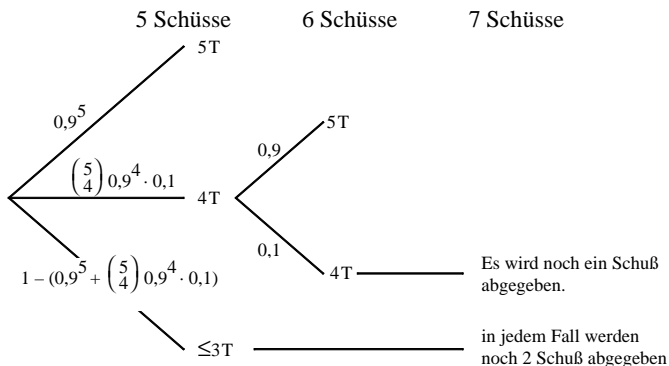 5 Schüsse 6 Schüsse 7 Schüsse
5T
0,9^5
5T
0,9
(5 4) 0,9^4 · 0,1
4T
0,1
1 – (0,9^5 + (5 4) 0,9^4 · 0,1)
4T
Es wird noch ein Schuß
abgegeben.
≤3T
in jedem Fall werden
noch 2 Schuß abgegeben